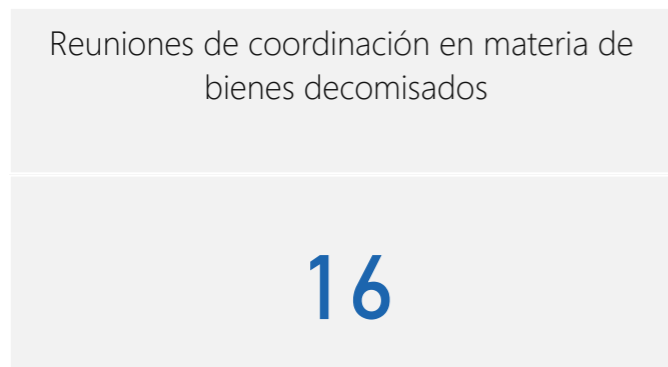 Reuniones de coordinación en materia de
bienes decomisados
16